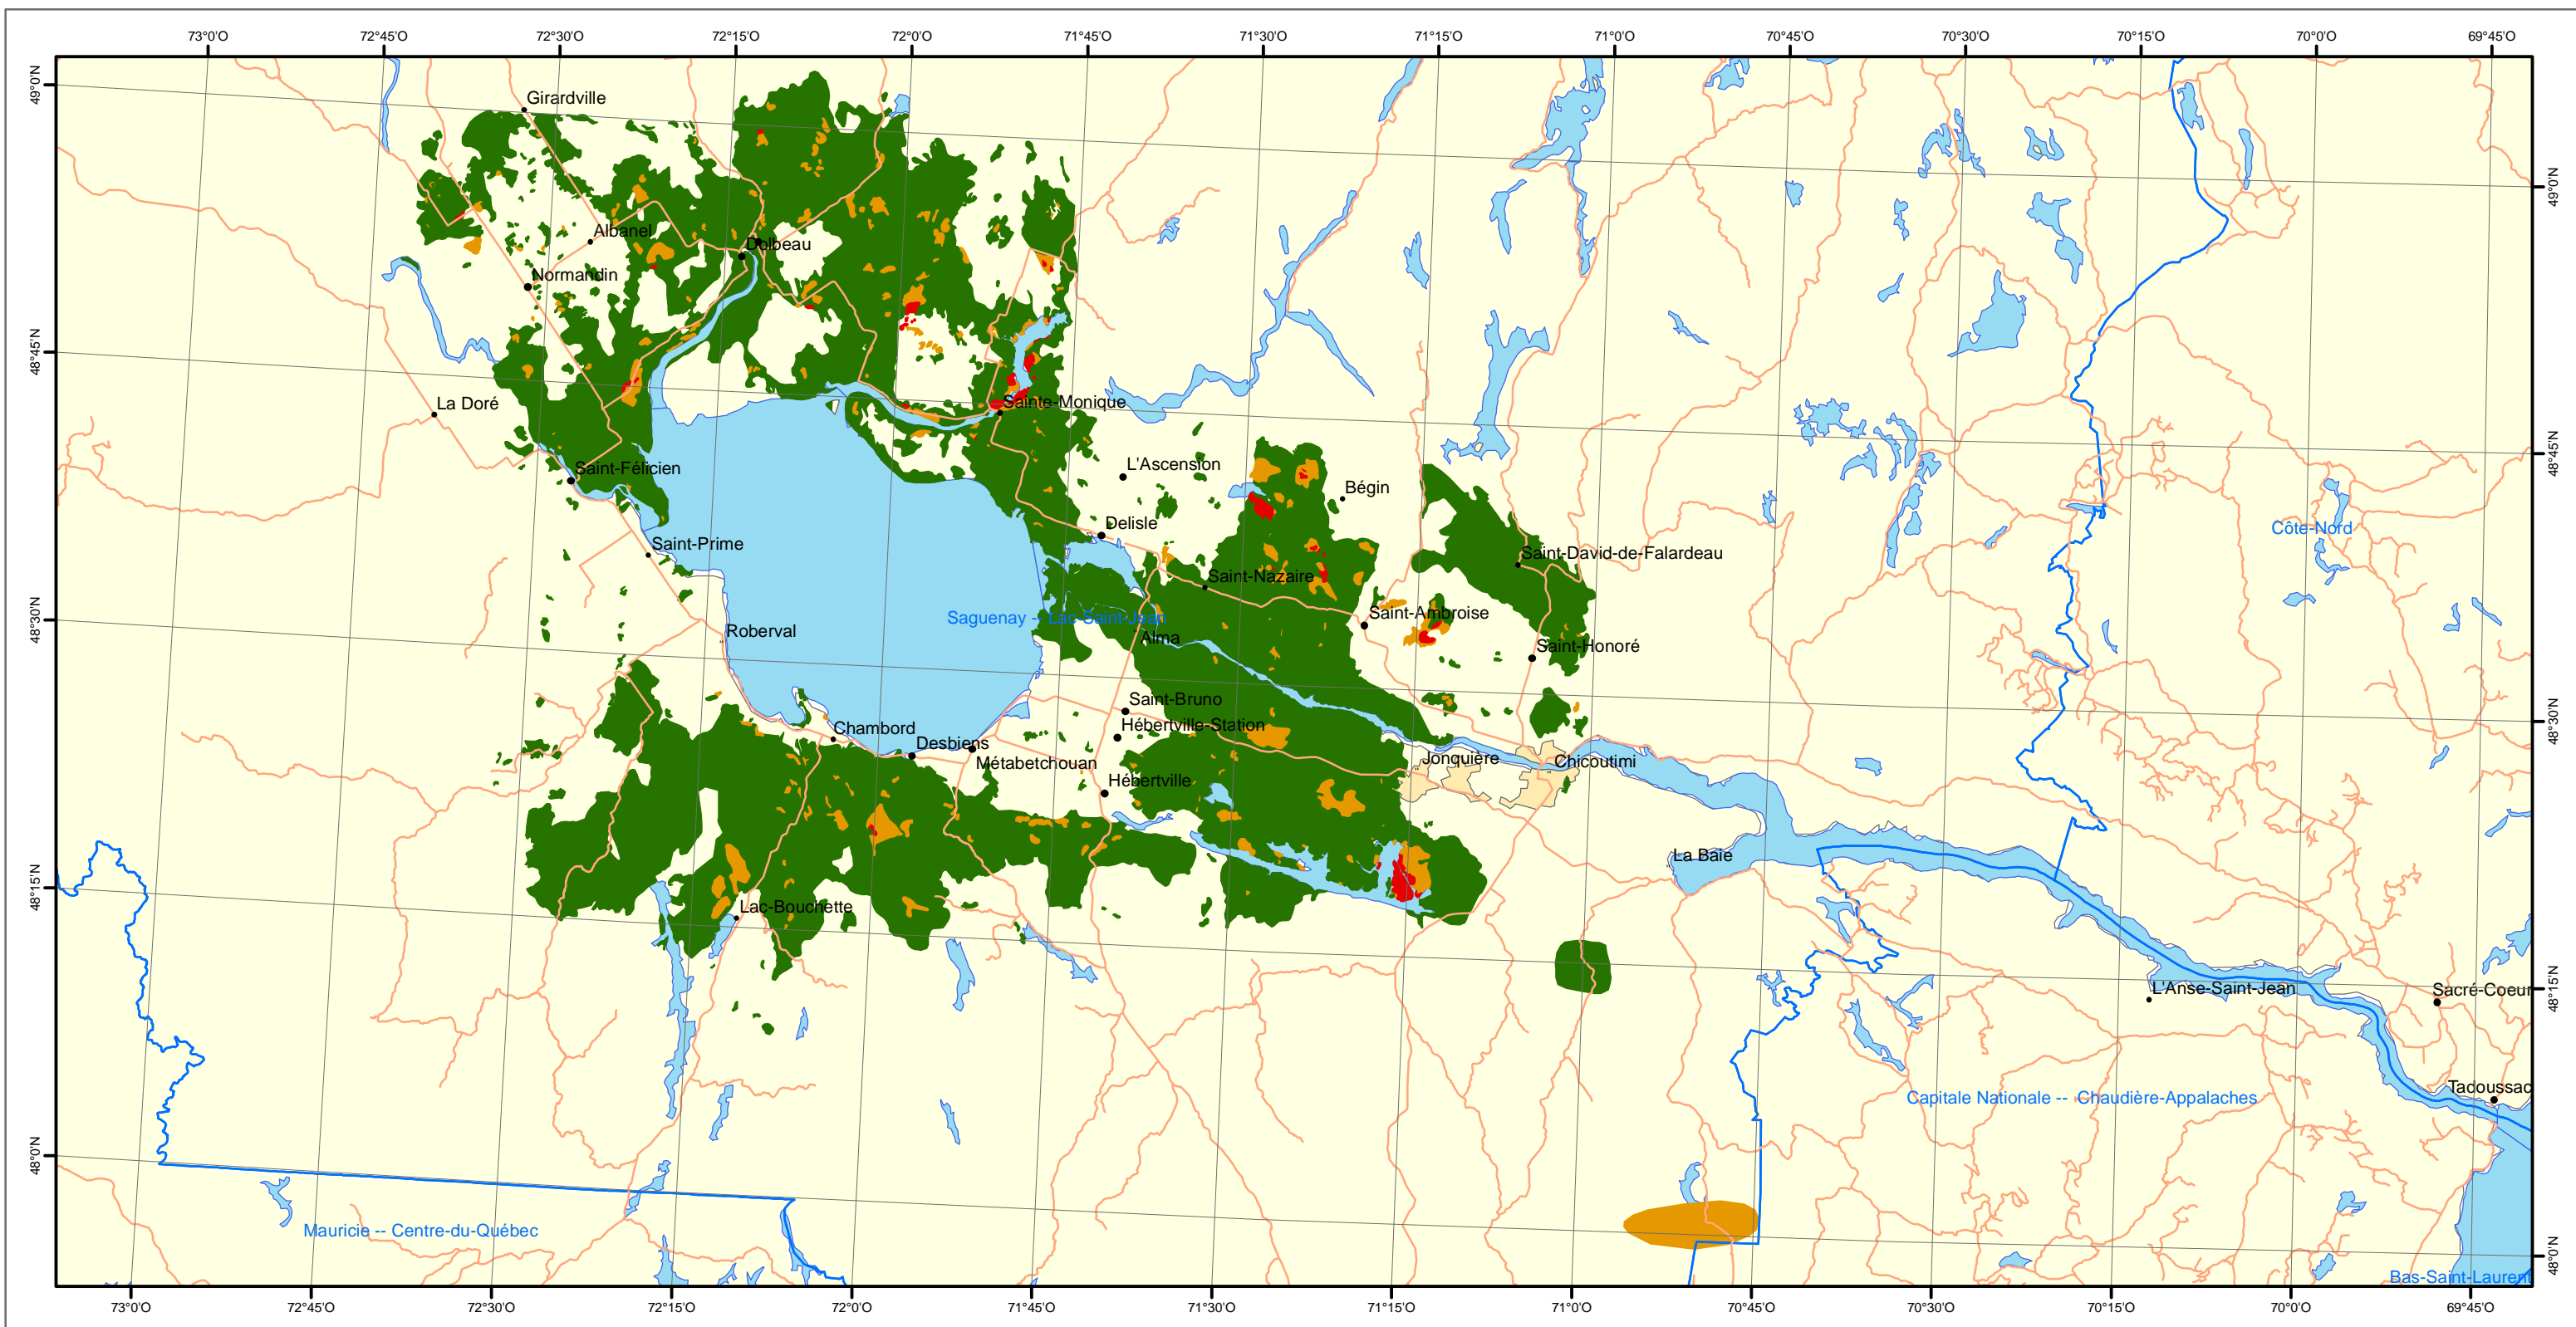 73°0'O 72°45'O 72°30'O 72°15'O 72°0'O 71°45'O 71°30'O 71°15'O 71°0'O 70°45'O 70°30'O 70°15'O 70°0'O 69°45'O
49°0'N
Girardville
49°0'N
Albanel
Dolbeau
Normandin
48°45'N
La Doré
Sainte-Monique
48°45'N
Saint-Félicien
L'Ascension
Bégin
Delisle
Côte-Nord
Saint-Prime
Saint-David-de-Falardeau
Saint-Nazaire
48°30'N
Saguenay -- Lac-Saint-Jean
Saint-Ambroise
Roberval
Alma
Saint-Honoré
Saint-Bruno
48°30'N
Chambord
Hébertville-Station
Desbiens
Métabetchouan
Jonquière
Chicoutimi
Hébertville
La Baie
48°15'N
Lac-Bouchette
L'Anse-Saint-Jean
Sacré-Coeur
48°15'N
Tadoussac
Capitale Nationale -- Chaudière-Appalaches
48°0'N
Mauricie -- Centre-du-Québec
48°0'N
Bas-Saint-Laurent
73°0'O 72°45'O 72°30'O 72°15'O 72°0'O 71°45'O 71°30'O 71°15'O 71°0'O 70°45'O 70°30'O 70°15'O 70°0'O 69°45'O